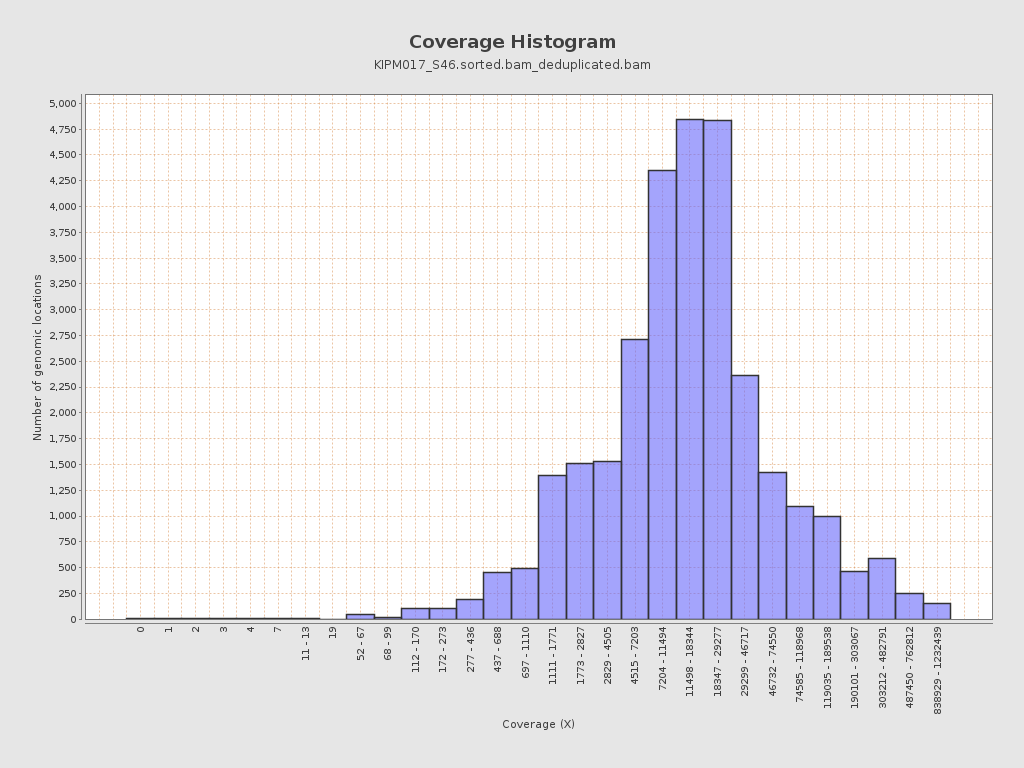 Coverage Histogram
KIPM017_S46.sorted.bam_deduplicated.bam
Number of genomic locations
5,000
4,750
4,500
4,250
4,000
3,750
3,500
3,250
3,000
2,750
2,500
2,250
2,000
1,750
1,500
1,250
1,000
750
500
250
0
0
1
2
3
4
7
11 - 13
19
52 - 67
68 - 99
112 - 170
172 - 273
277 - 436
437 - 688
697 - 1110
1111 - 1771
1773 - 2827
2829 - 4505
4515 - 7203
7204 - 11494
11498 - 18344
18347 - 29277
29299 - 46717
46732 - 74550
74585 - 118968
119035 - 189538
190101 - 303067
303212 - 482791
487450 - 762812
838929 - 1232439
Coverage (X)